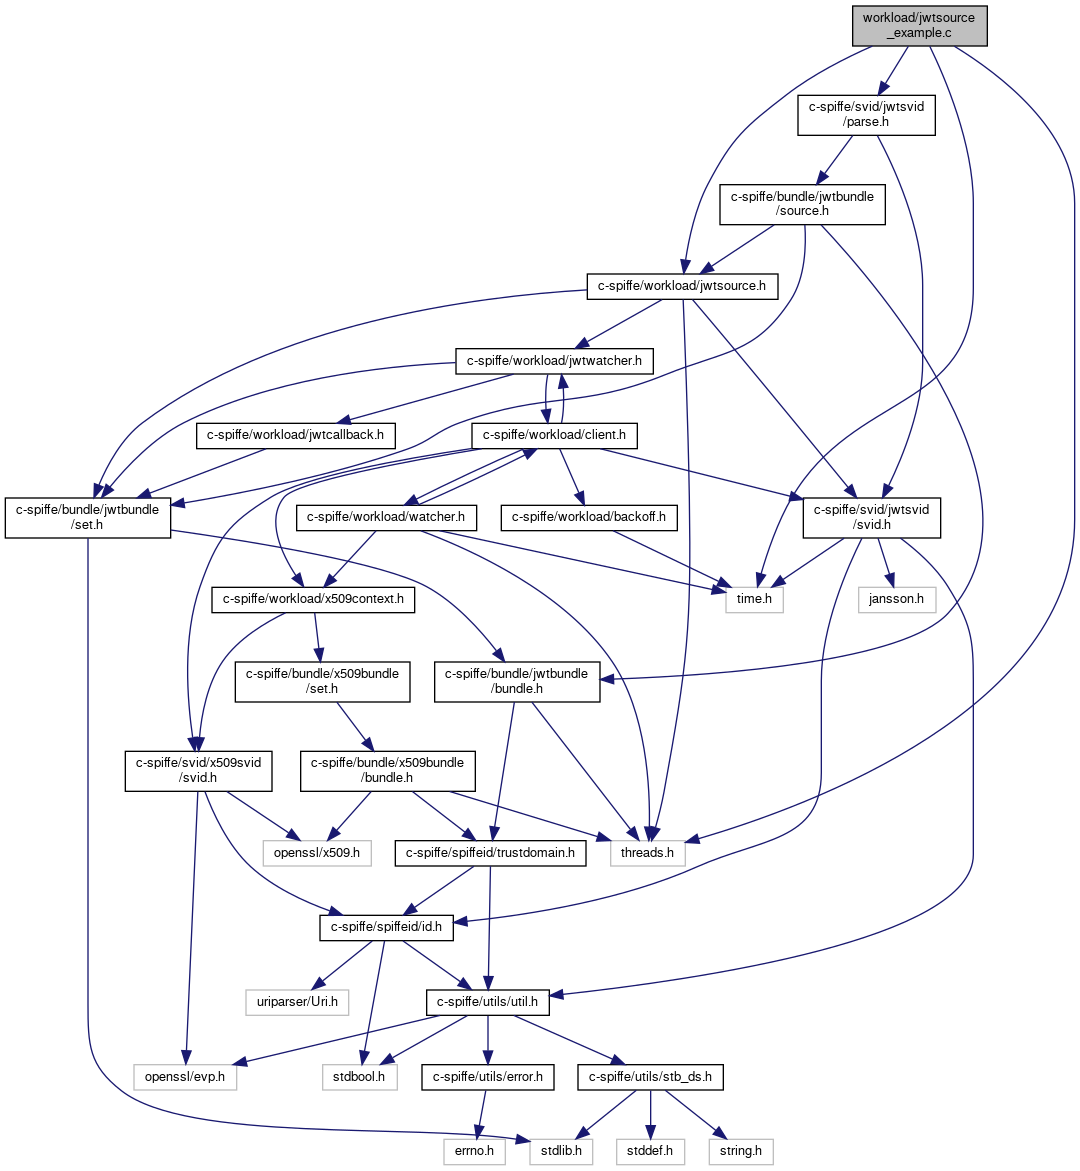 workload/jwtsource
_example.c
c-spiffe/svid/jwtsvid
/parse.h
c-spiffe/bundle/jwtbundle
/source.h
c-spiffe/workload/jwtsource.h
c-spiffe/workload/jwtwatcher.h
c-spiffe/workload/jwtcallback.h
c-spiffe/workload/client.h
c-spiffe/bundle/jwtbundle
/set.h
c-spiffe/workload/watcher.h
c-spiffe/workload/backoff.h
c-spiffe/svid/jwtsvid
/svid.h
c-spiffe/workload/x509context.h
time.h
jansson.h
c-spiffe/bundle/x509bundle
/set.h
c-spiffe/bundle/jwtbundle
/bundle.h
c-spiffe/svid/x509svid
/svid.h
c-spiffe/bundle/x509bundle
/bundle.h
openssl/x509.h
c-spiffe/spiffeid/trustdomain.h
threads.h
c-spiffe/spiffeid/id.h
uriparser/Uri.h
c-spiffe/utils/util.h
openssl/evp.h
stdbool.h
c-spiffe/utils/error.h
c-spiffe/utils/stb_ds.h
errno.h
stdlib.h
stddef.h
string.h